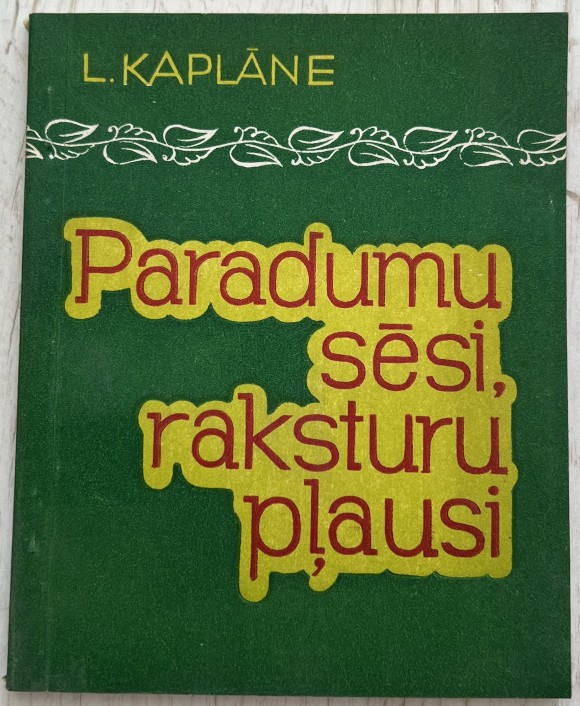 L. KAPLĀNE
Paradumu
sēsi,
raksturu
pļausi